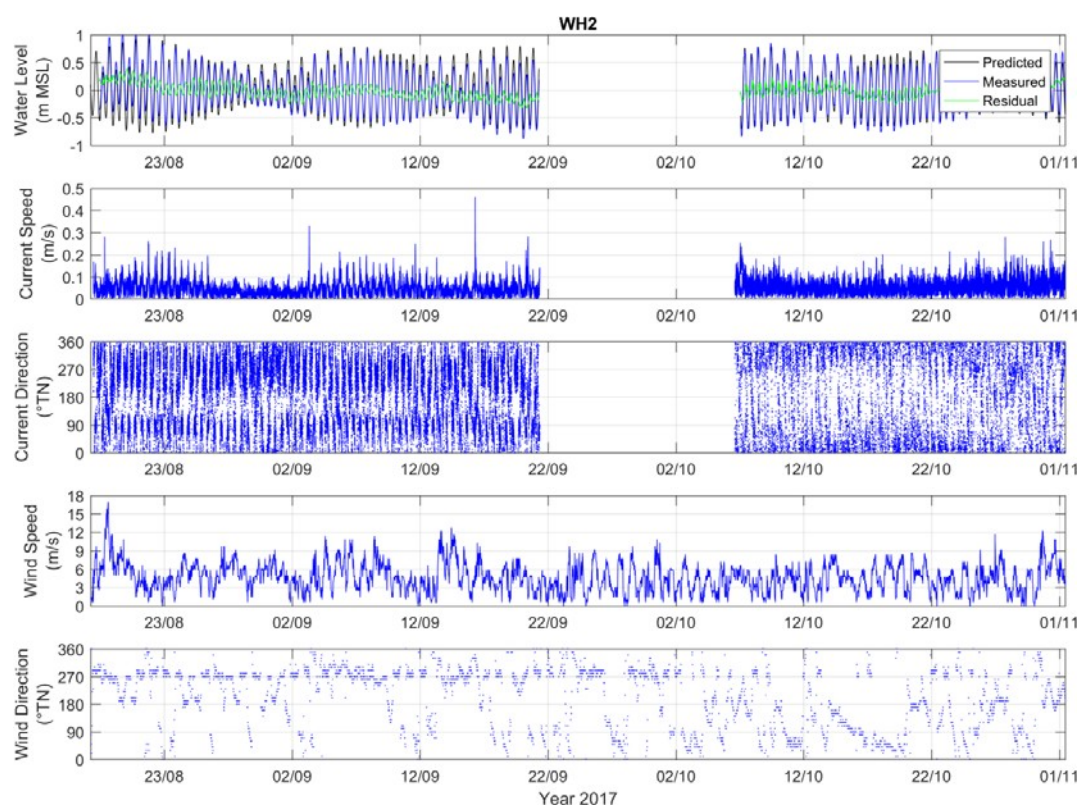 WH2
Water Level
(m MSL)
1
0.5
0
-0.5
-1
Predicted
Measured
Residual
23/08 02/09 12/09 22/09 02/10 12/10 22/10 01/11
Current Speed
(m/s)
0.5
0.4
0.3
0.2
0.1
0
23/08 02/09 12/09 22/09 02/10 12/10 22/10 01/11
Current Direction
(°TN)
360
270
180
90
0
23/08 02/09 12/09 22/09 02/10 12/10 22/10 01/11
Wind Speed
(m/s)
18
15
12
9
6
3
0
23/08 02/09 12/09 22/09 02/10 12/10 22/10 01/11
Wind Direction
(°TN)
360
270
180
90
0
23/08 02/09 12/09 22/09 02/10 12/10 22/10 01/11
Year 2017